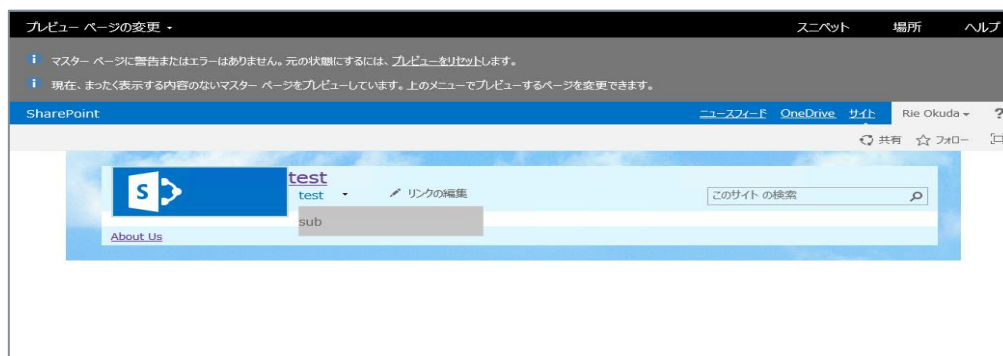 プレビュー ページの変更 スニペット 場所 ヘルプ
マスター ページに警告またはエラーはありません。元の状態にするには、プレビューをリセットします。
現在、まったく表示する内容のないマスター ページをプレビューしています。上のメニューでプレビューするページを変更できます。
SharePoint ニュースフィード OneDrive サイト Rie Okuda ?
共有 フォロー
S test
test リンクの編集 このサイト の検索
sub
About Us